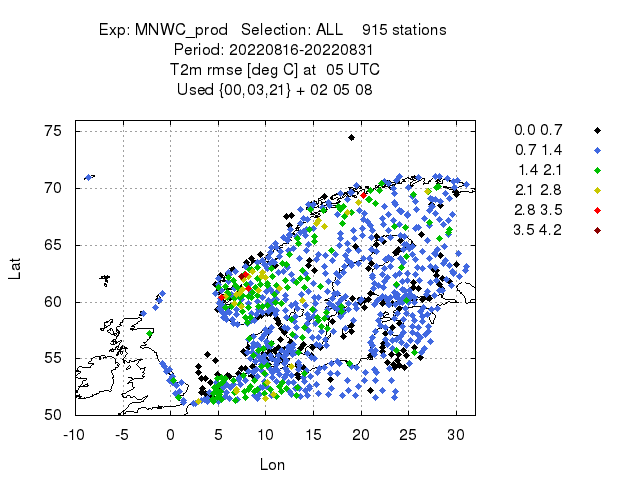 Exp: MNWC_prod   Selection: ALL    915 stations
Period: 20220816-20220831
T2m rmse [deg C] at  05 UTC
Used {00,03,21} + 02 05 08
0.0 0.7
0.7 1.4
1.4 2.1
2.1 2.8
2.8 3.5
3.5 4.2
75
70
65
60
55
50
Lat
-10 -5 0 5 10 15 20 25 30
Lon